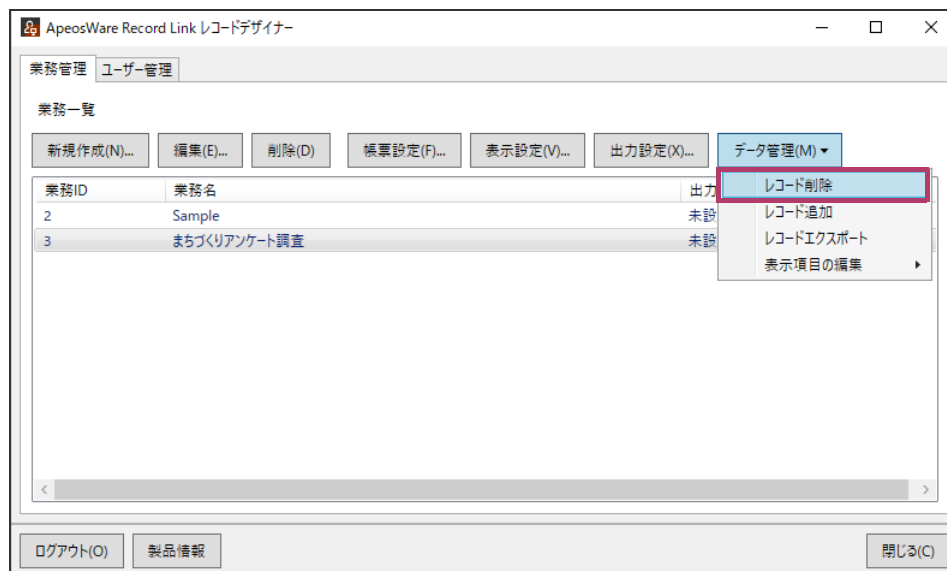 ApeosWare Record Link レコードデザイナー
業務管理 ユーザー管理
業務一覧
新規作成(N)... 編集(E)... 削除(D) 帳票設定(F)... 表示設定(V)... 出力設定(X)... データ管理(M)▼
業務ID 業務名 出力
レコード削除
2 Sample 未設
レコード追加
3 まちづくりアンケート調査 未設
レコードエクスポート
表示項目の編集
ログアウト(O) 製品情報 閉じる(C)